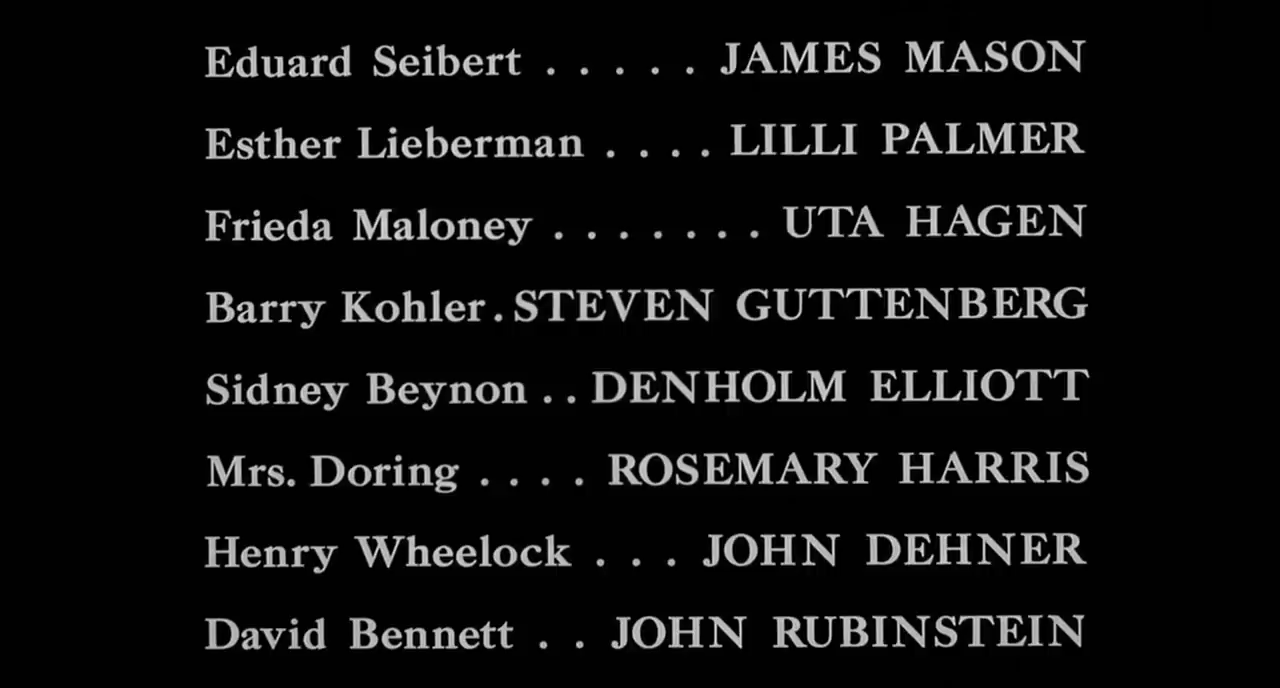 Eduard Seibert . . . . . JAMES MASON
Esther Lieberman . . . . LILLI PALMER
Frieda Maloney . . . . . . . UTA HAGEN
Barry Kohler . STEVEN GUTTENBERG
Sidney Beynon . . DENHOLM ELLIOTT
Mrs. Doring . . . . ROSEMARY HARRIS
Henry Wheelock . . . JOHN DEHNER
David Bennett . . JOHN RUBINSTEIN